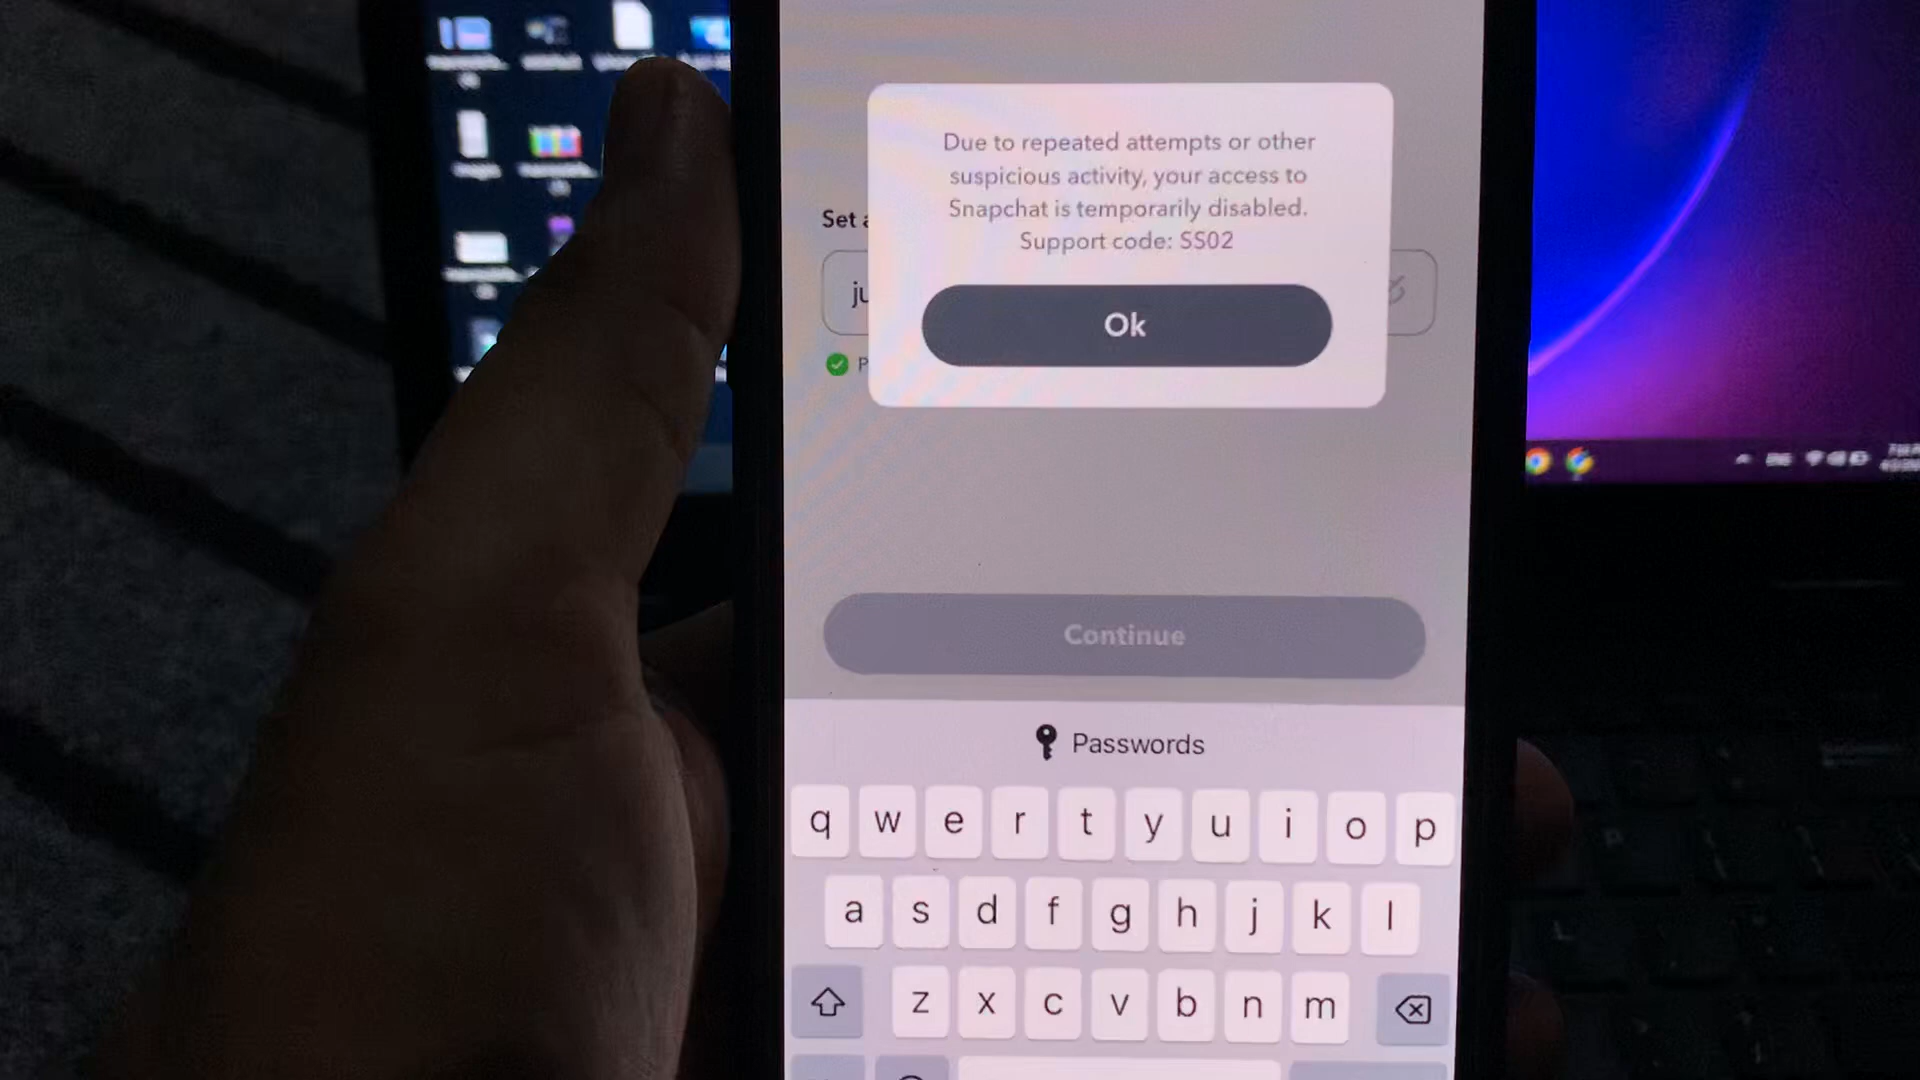 Due to repeated attempts or other
suspicious activity, your access to
Snapchat is temporarily disabled.
Support code: SS02
Set
ju
Ok
P
Continue
Passwords
q w e r t y u i o p
a s d f g h j k l
z x c v b n m